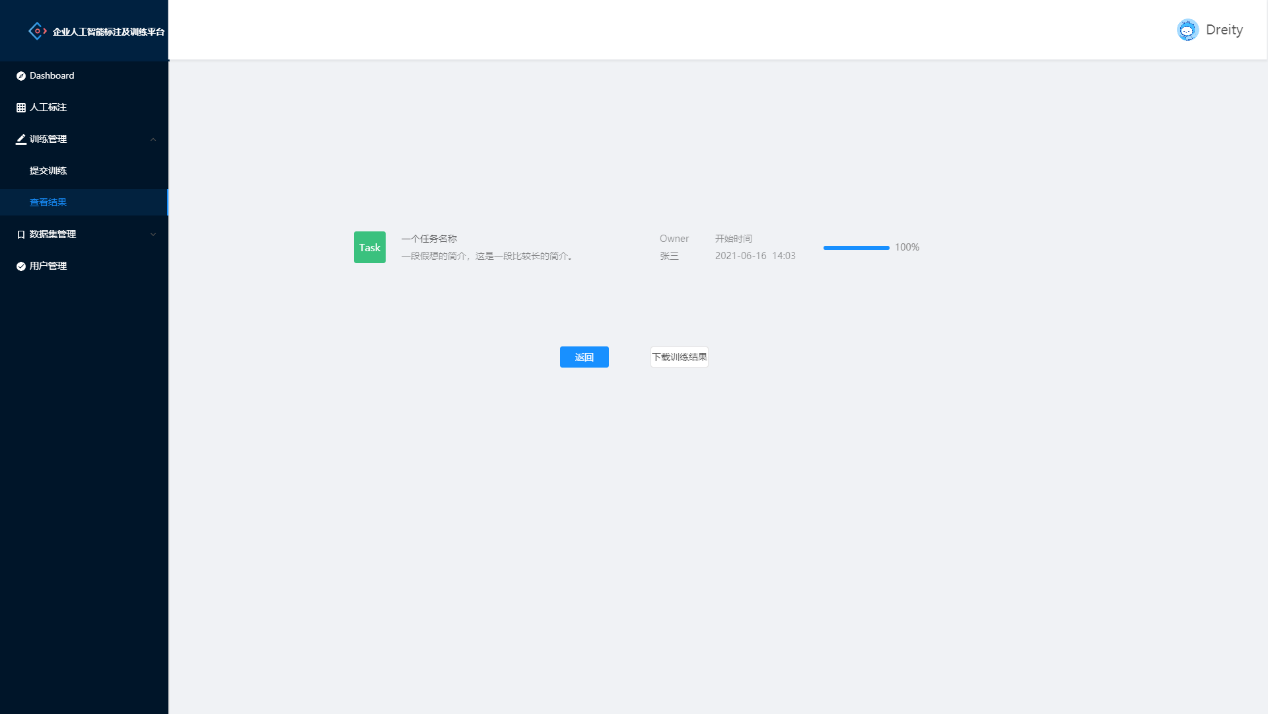 企业人工智能标注及训练平台
Dreity
Dashboard
人工标注
训练管理
提交训练
查看结果
数据集管理
用户管理
Task
一个任务名称
一段假想的简介，这是一段比较长的简介。
Owner
张三
开始时间
2021-06-16 14:03
100%
返回
下载训练结果